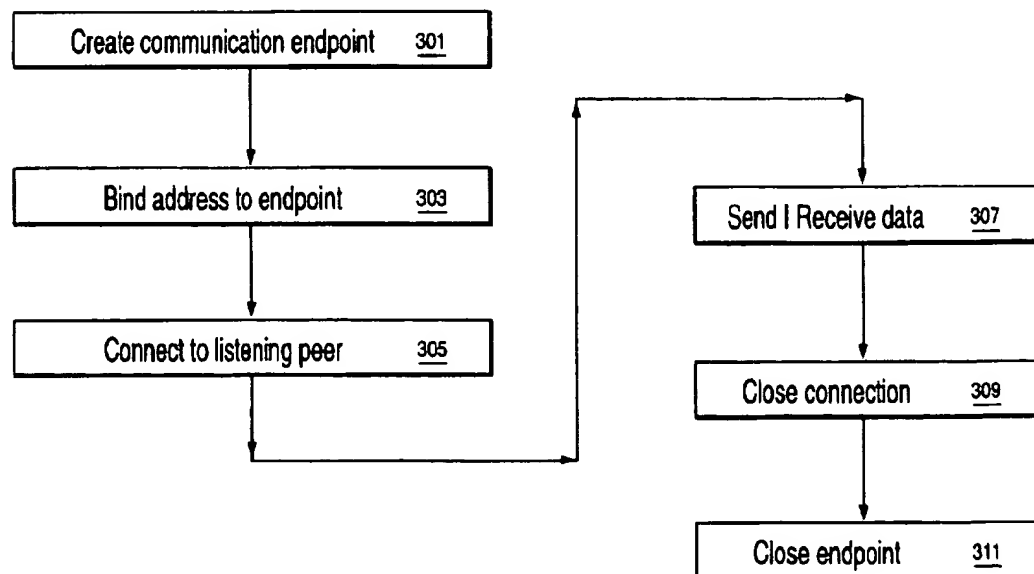 Create communication endpoint 301
Bind address to endpoint 303
Connect to listening peer 305
Send I Receive data 307
Close connection 309
Close endpoint 311